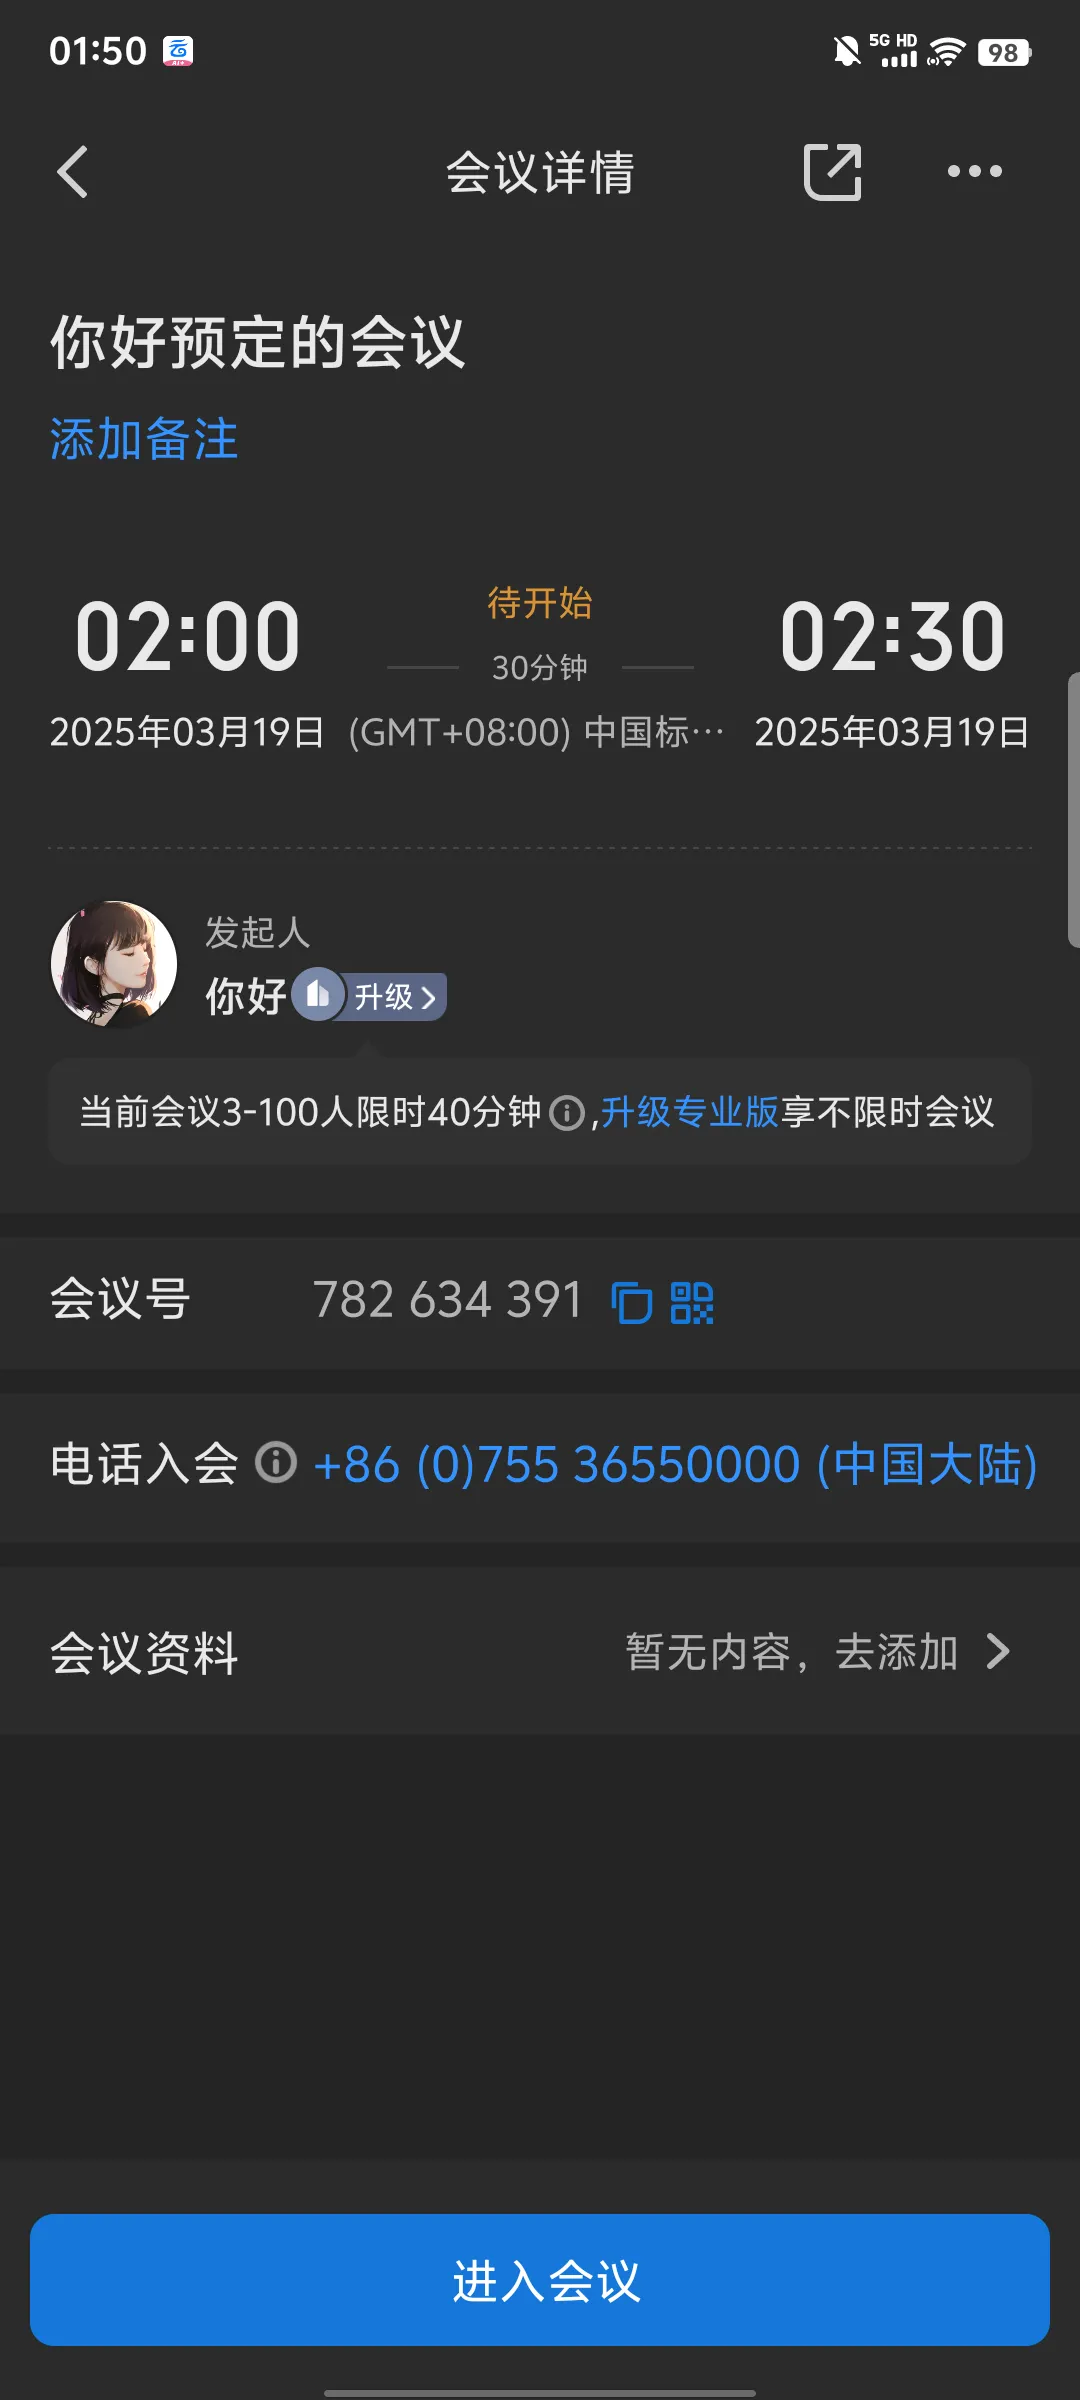 01:50
5G HD
98
会议详情
你好预定的会议
添加备注
02:00
待开始
30分钟
02:30
2025年03月19日
(GMT+08:00) 中国标…
2025年03月19日
发起人
你好
升级
当前会议3-100人限时40分钟,升级专业版享不限时会议
会议号 782 634 391
电话入会 +86 (0)755 36550000 (中国大陆)
会议资料 暂无内容，去添加
进入会议